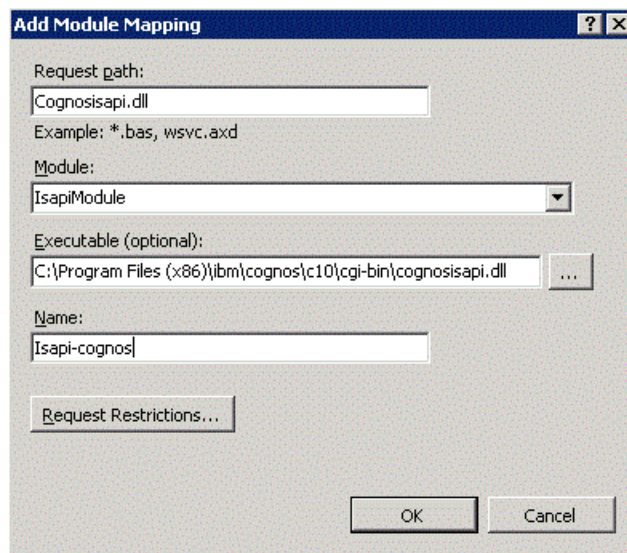 Add Module Mapping
Request path:
Cognosisapi.dll
Example: *.bas, wsvc.axd
Module:
IsapiModule
Executable (optional):
C:\Program Files (x86)\ibm\cognos\c10\cgi-bin\cognosisapi.dll
...
Name:
Isapi-cognos
Request Restrictions...
OK Cancel